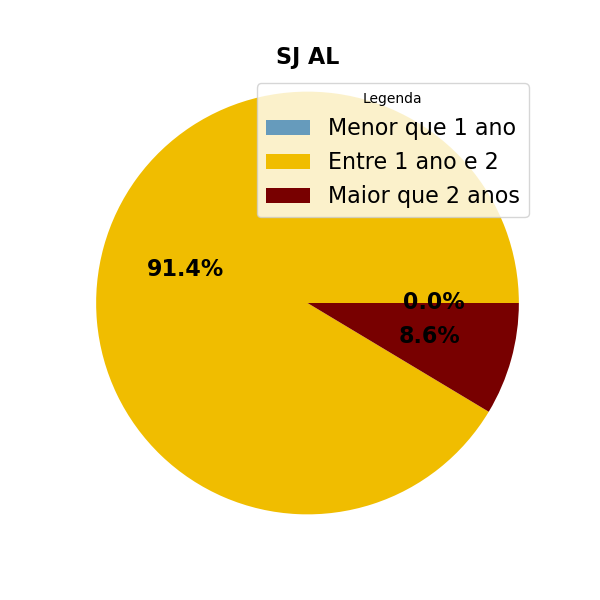 SJ AL
Legenda
Menor que 1 ano
Entre 1 ano e 2
Maior que 2 anos
91.4%
0.0%
8.6%